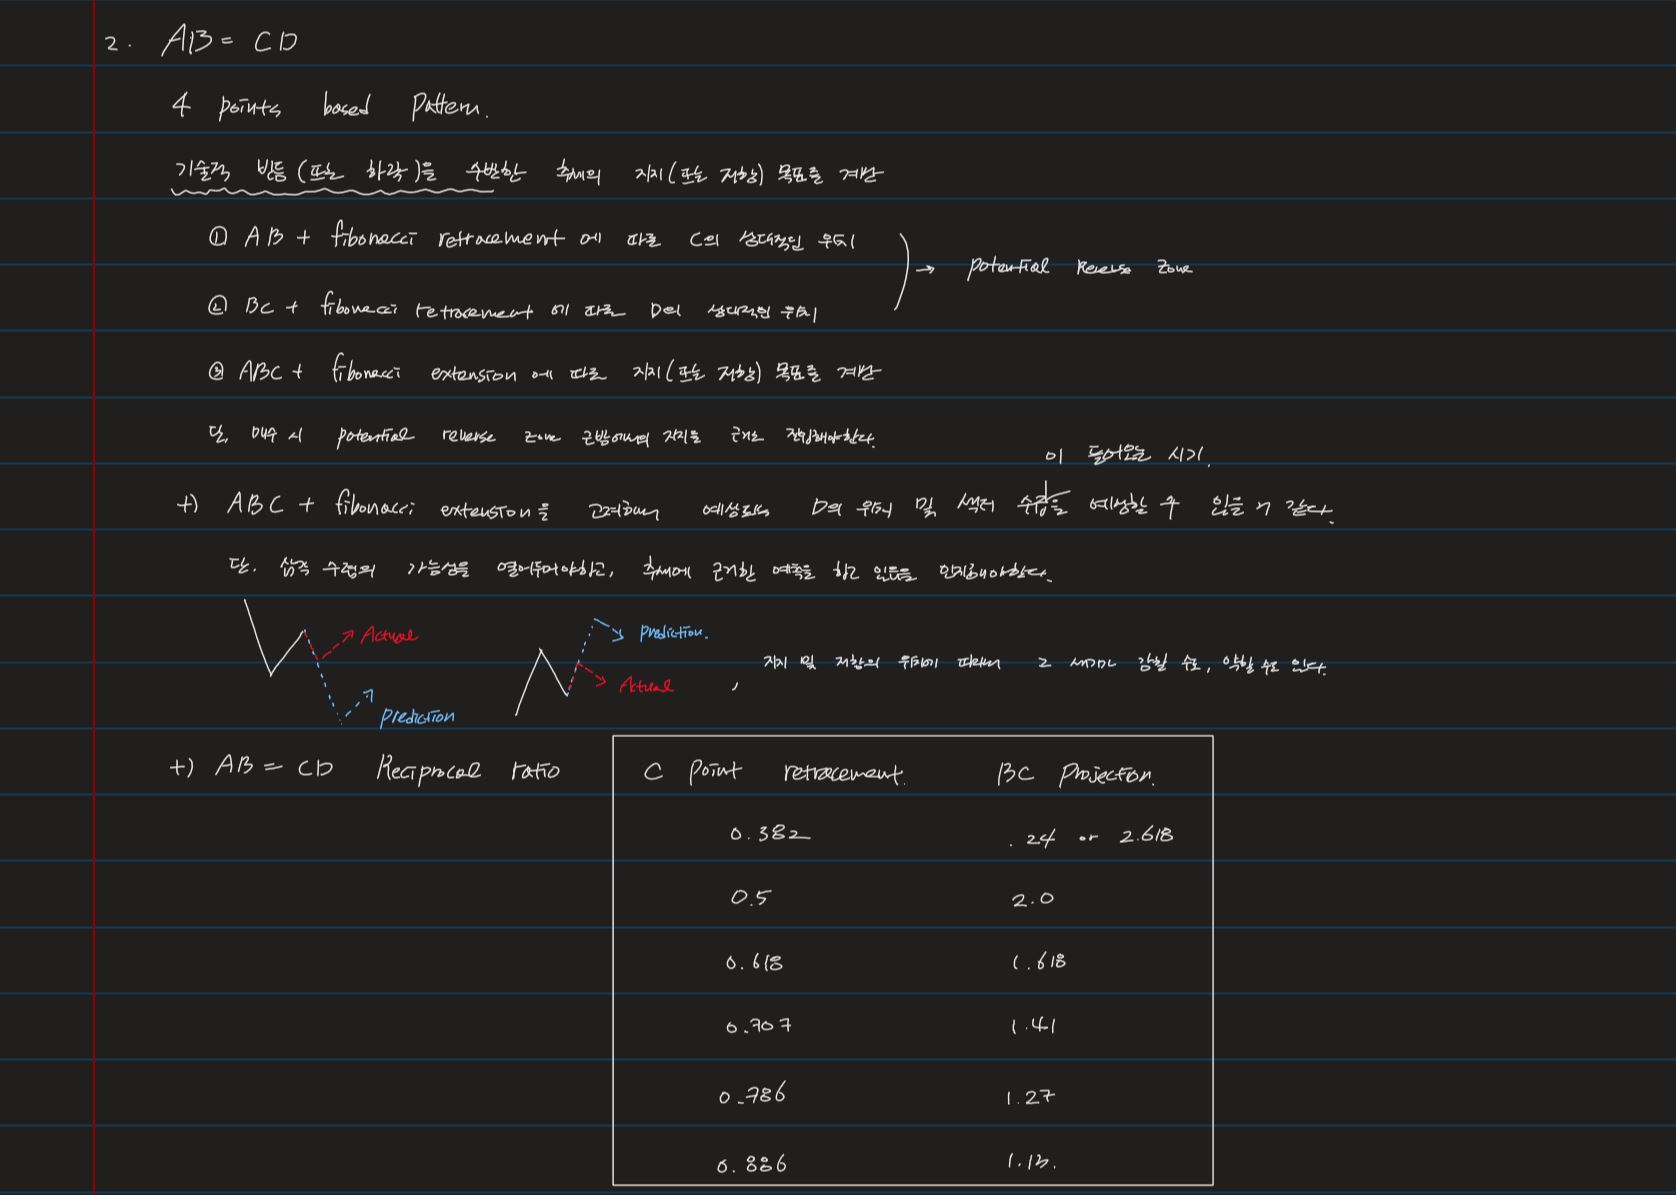 2. AB = CD
4 points based Pattern.
기술적 반등 (또는 하락)을 수반한 추세의 지지(또는 저항) 목표를 계산
① AB + fibonacci retracement 에 따른 C의 상대적인 위치
→ potential Reverse Zone
② BC + fibonacci retracement 에 따른 D의 상대적인 위치
③ ABC + fibonacci extension 에 따른 지지(또는 저항) 목표를 계산
단, 매수 시 potential reverse zone 근방에서의 지지를 근거로 진입해야한다.
이 들어오는 시기.
+) ABC + fibonacci extension을 고려해서 예상되는 D의 위치 및 섹터 수급을 예상할 수 있을 거 같다.
단. 삼각 수렴의 가능성을 열어두어야하고, 추세에 근거한 예측을 하고 있음을 인지해야한다.
Actual
prediction
prediction.
Actual
, 지지 및 저항의 위치에 따라서 그 세기가 강할 수도, 약할 수도 있다.
+) AB = CD Reciprocal ratio
C Point retracement. BC Projection.
0.382 .24 or 2.618
0.5 2.0
0.618 1.618
0.707 1.41
0.786 1.27
0.886 1.13.